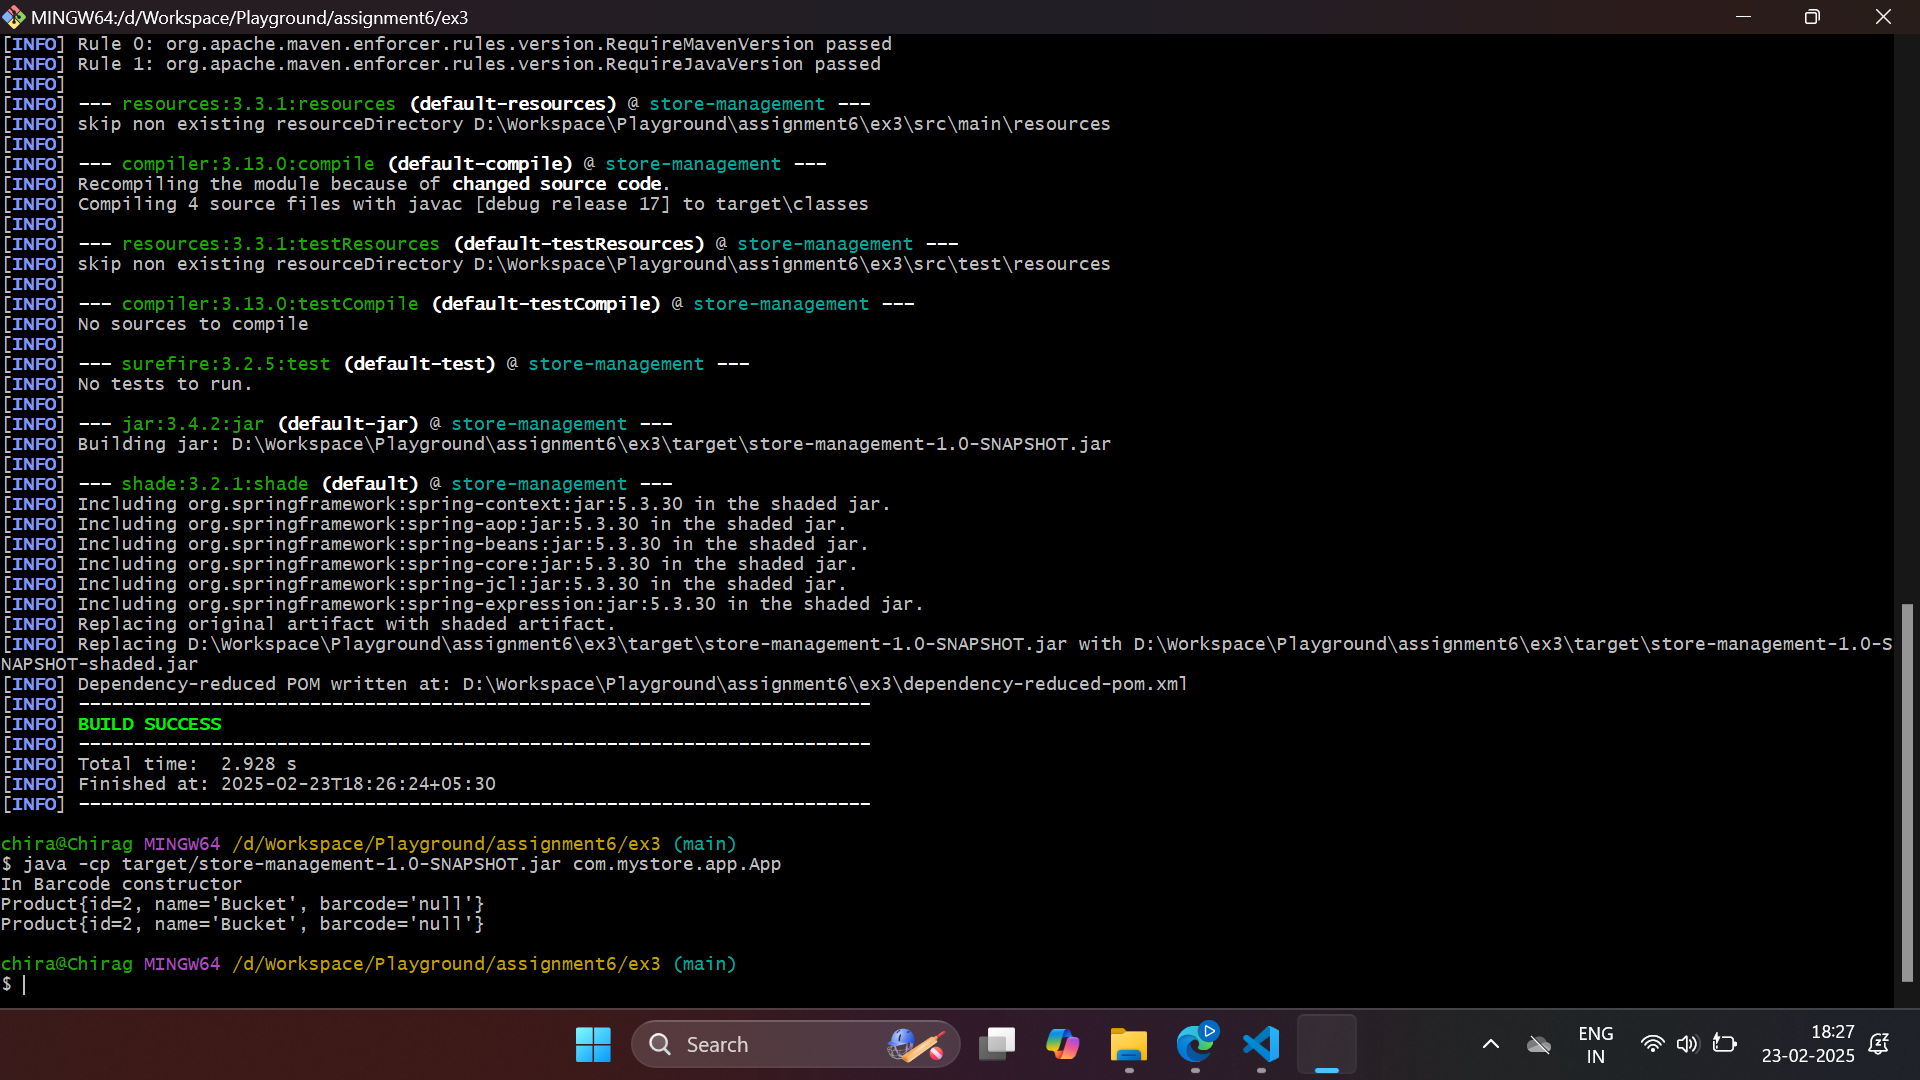 MINGW64:/d/Workspace/Playground/assignment6/ex3
[INFO] Rule 0: org.apache.maven.enforcer.rules.version.RequireMavenVersion passed
[INFO] Rule 1: org.apache.maven.enforcer.rules.version.RequireJavaVersion passed
[INFO]
[INFO] --- resources:3.3.1:resources (default-resources) @ store-management ---
[INFO] skip non existing resourceDirectory D:\Workspace\Playground\assignment6\ex3\src\main\resources
[INFO]
[INFO] --- compiler:3.13.0:compile (default-compile) @ store-management ---
[INFO] Recompiling the module because of changed source code.
[INFO] Compiling 4 source files with javac [debug release 17] to target\classes
[INFO]
[INFO] --- resources:3.3.1:testResources (default-testResources) @ store-management ---
[INFO] skip non existing resourceDirectory D:\Workspace\Playground\assignment6\ex3\src\test\resources
[INFO]
[INFO] --- compiler:3.13.0:testCompile (default-testCompile) @ store-management ---
[INFO] No sources to compile
[INFO]
[INFO] --- surefire:3.2.5:test (default-test) @ store-management ---
[INFO] No tests to run.
[INFO]
[INFO] --- jar:3.4.2:jar (default-jar) @ store-management ---
[INFO] Building jar: D:\Workspace\Playground\assignment6\ex3\target\store-management-1.0-SNAPSHOT.jar
[INFO]
[INFO] --- shade:3.2.1:shade (default) @ store-management ---
[INFO] Including org.springframework:spring-context:jar:5.3.30 in the shaded jar.
[INFO] Including org.springframework:spring-aop:jar:5.3.30 in the shaded jar.
[INFO] Including org.springframework:spring-beans:jar:5.3.30 in the shaded jar.
[INFO] Including org.springframework:spring-core:jar:5.3.30 in the shaded jar.
[INFO] Including org.springframework:spring-jcl:jar:5.3.30 in the shaded jar.
[INFO] Including org.springframework:spring-expression:jar:5.3.30 in the shaded jar.
[INFO] Replacing original artifact with shaded artifact.
[INFO] Replacing D:\Workspace\Playground\assignment6\ex3\target\store-management-1.0-SNAPSHOT.jar with D:\Workspace\Playground\assignment6\ex3\target\store-management-1.0-S
NAPSHOT-shaded.jar
[INFO] Dependency-reduced POM written at: D:\Workspace\Playground\assignment6\ex3\dependency-reduced-pom.xml
[INFO] ------------------------------------------------------------------------
[INFO] BUILD SUCCESS
[INFO] ------------------------------------------------------------------------
[INFO] Total time:  2.928 s
[INFO] Finished at: 2025-02-23T18:26:24+05:30
[INFO] ------------------------------------------------------------------------
chira@Chirag MINGW64 /d/Workspace/Playground/assignment6/ex3 (main)
$ java -cp target/store-management-1.0-SNAPSHOT.jar com.mystore.app.App
In Barcode constructor
Product{id=2, name='Bucket', barcode='null'}
Product{id=2, name='Bucket', barcode='null'}
chira@Chirag MINGW64 /d/Workspace/Playground/assignment6/ex3 (main)
$
Search
ENG
IN
18:27
23-02-2025